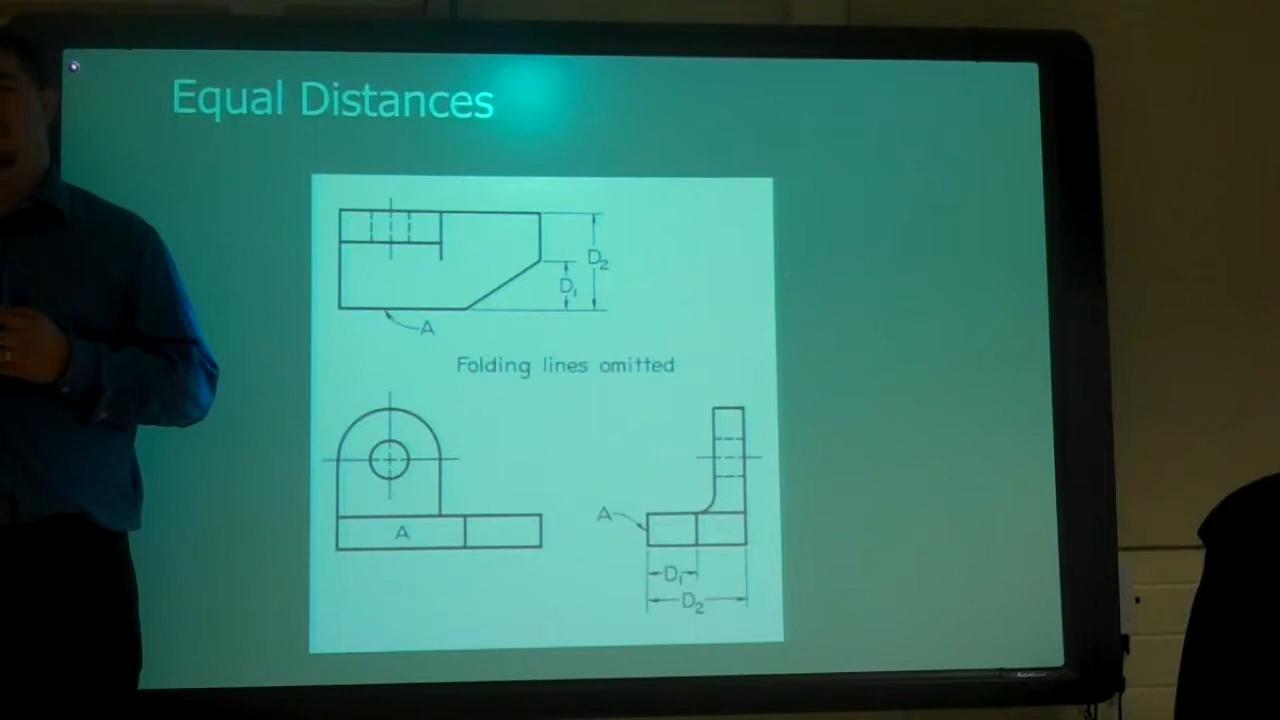 Equal Distances
D₂
D₁
A
Folding lines omitted
A
A
D₁
D₂